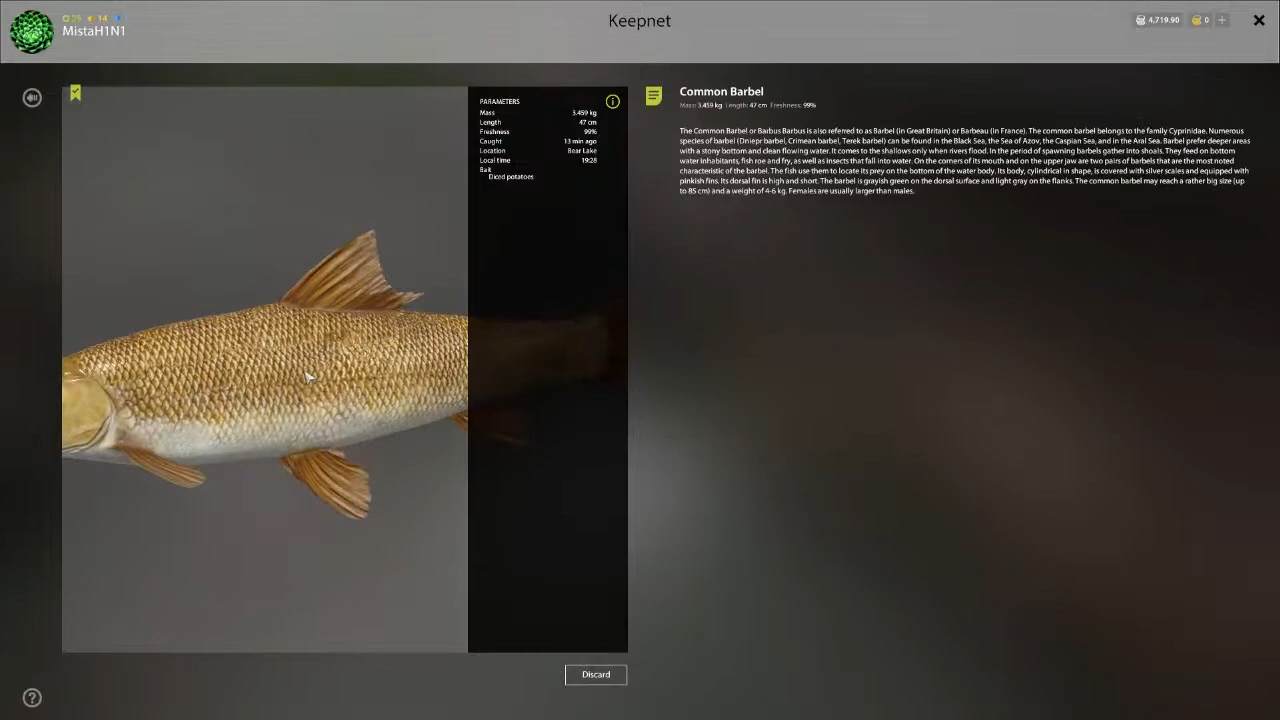 25 14
MistaH1N1
Keepnet
4,719.90 0
PARAMETERS
Mass 3.459 kg
Length 47 cm
Freshness 99%
Caught 13 min ago
Location Bear Lake
Local time 19:28
Bait
Diced potatoes
Common Barbel
Mass: 3.459 kg Length: 47 cm Freshness: 99%
The Common Barbel or Barbus Barbus is also referred to as Barbel (in Great Britain) or Barbeau (in France). The common barbel belongs to the family Cyprinidae. Numerous
species of barbel (Dniepr barbel, Crimean barbel, Terek barbel) can be found in the Black Sea, the Sea of Azov, the Caspian Sea, and in the Aral Sea. Barbel prefer deeper areas
with a stony bottom and clean flowing water. It comes to the shallows only when rivers flood. In the period of spawning barbels gather into shoals. They feed on bottom
water inhabitants, fish roe and fry, as well as insects that fall into water. On the corners of its mouth and on the upper jaw are two pairs of barbels that are the most noted
characteristic of the barbel. The fish use them to locate its prey on the bottom of the water body. Its body, cylindrical in shape, is covered with silver scales and equipped with
pinkish fins. Its dorsal fin is high and short. The barbel is grayish green on the dorsal surface and light gray on the flanks. The common barbel may reach a rather big size (up
to 85 cm) and a weight of 4-6 kg. Females are usually larger than males.
Discard